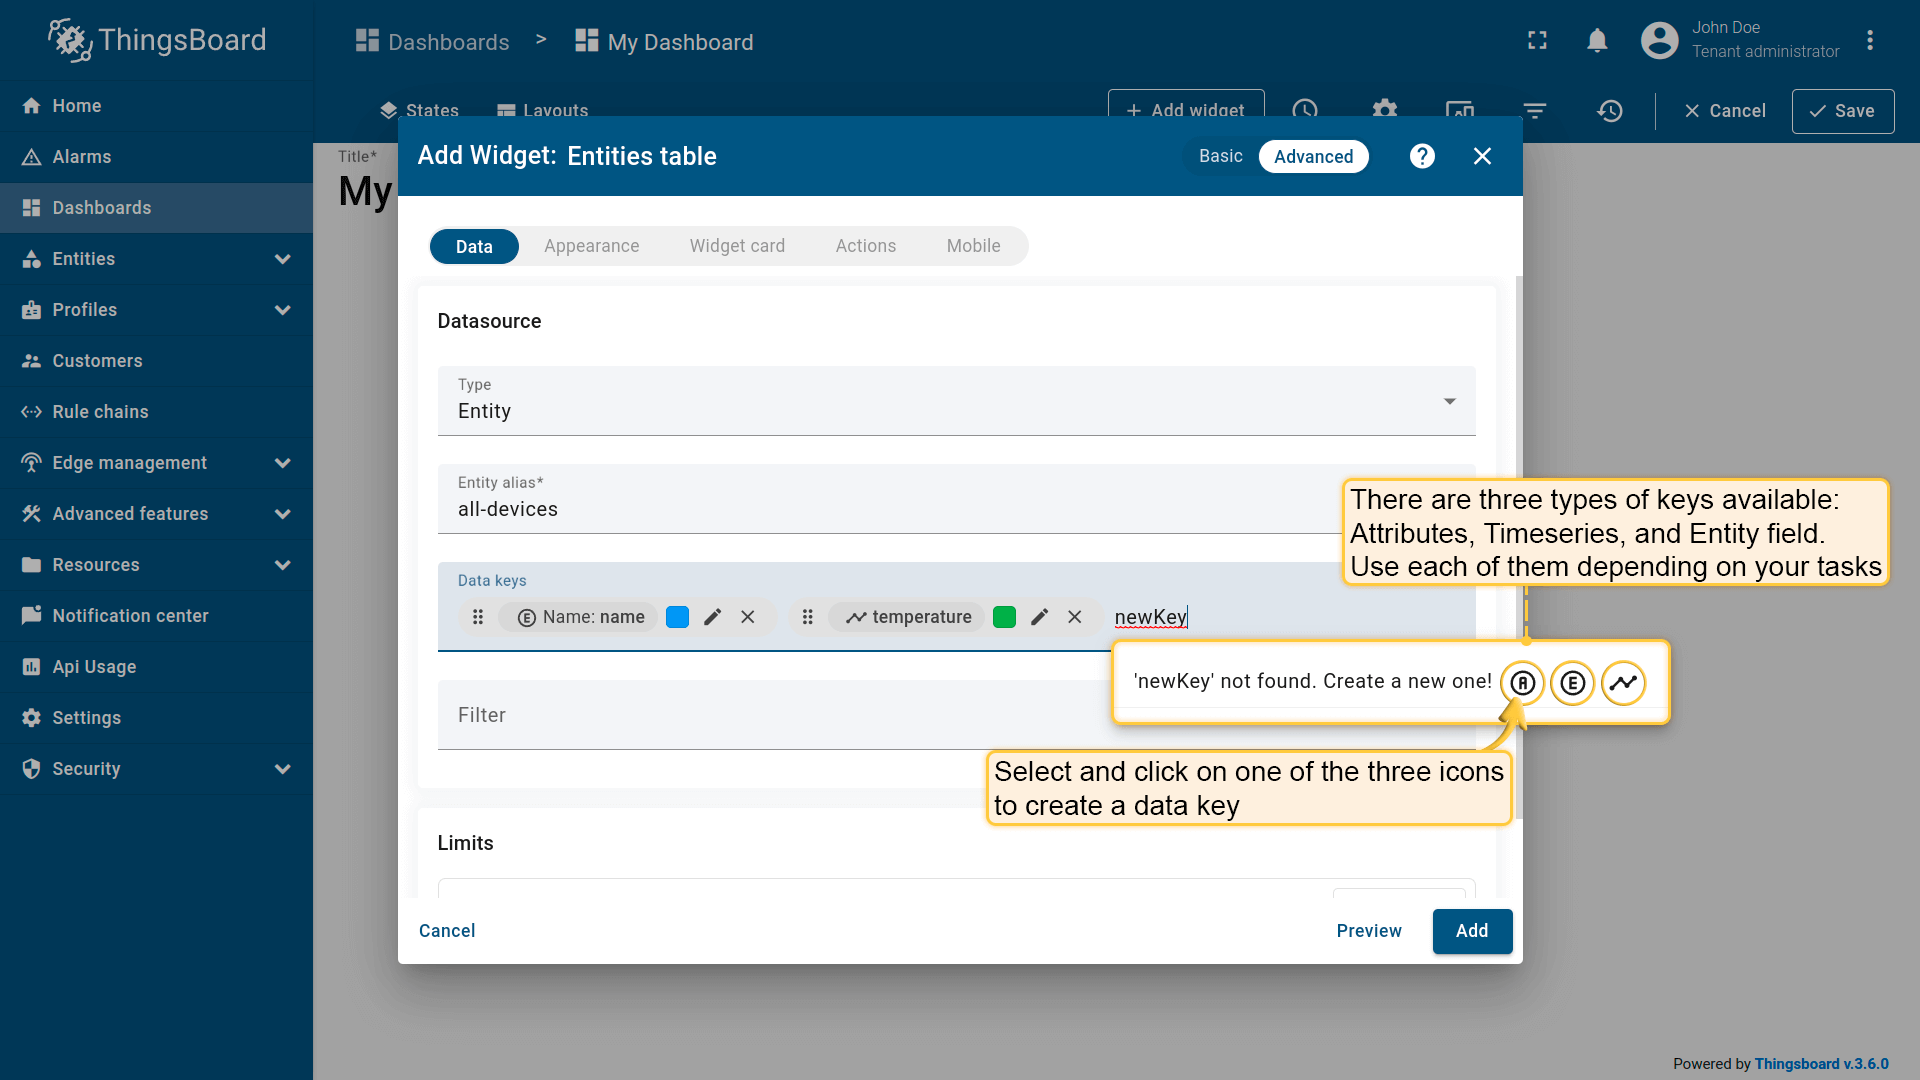 ThingsBoard
Dashboards > My Dashboard
John Doe
Tenant administrator
Home
Alarms
Dashboards
Entities
Profiles
Customers
Rule chains
Edge management
Advanced features
Resources
Notification center
Api Usage
Settings
Security
States Layouts
+ Add widget
Cancel
Save
Title*
My
Add Widget: Entities table
Basic Advanced
Data Appearance Widget card Actions Mobile
Datasource
Type
Entity
Entity alias*
all-devices
There are three types of keys available:
Attributes, Timeseries, and Entity field.
Use each of them depending on your tasks
Data keys
E Name: name temperature newKey
'newKey' not found. Create a new one! A E
Filter
Select and click on one of the three icons
to create a data key
Limits
Cancel Preview Add
Powered by Thingsboard v.3.6.0